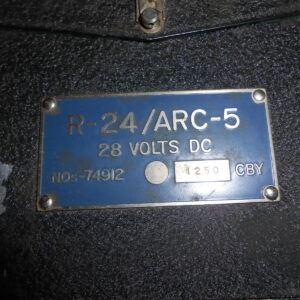 R-24/ARC-5
28 VOLTS DC
NOs-74912 1250 CBY